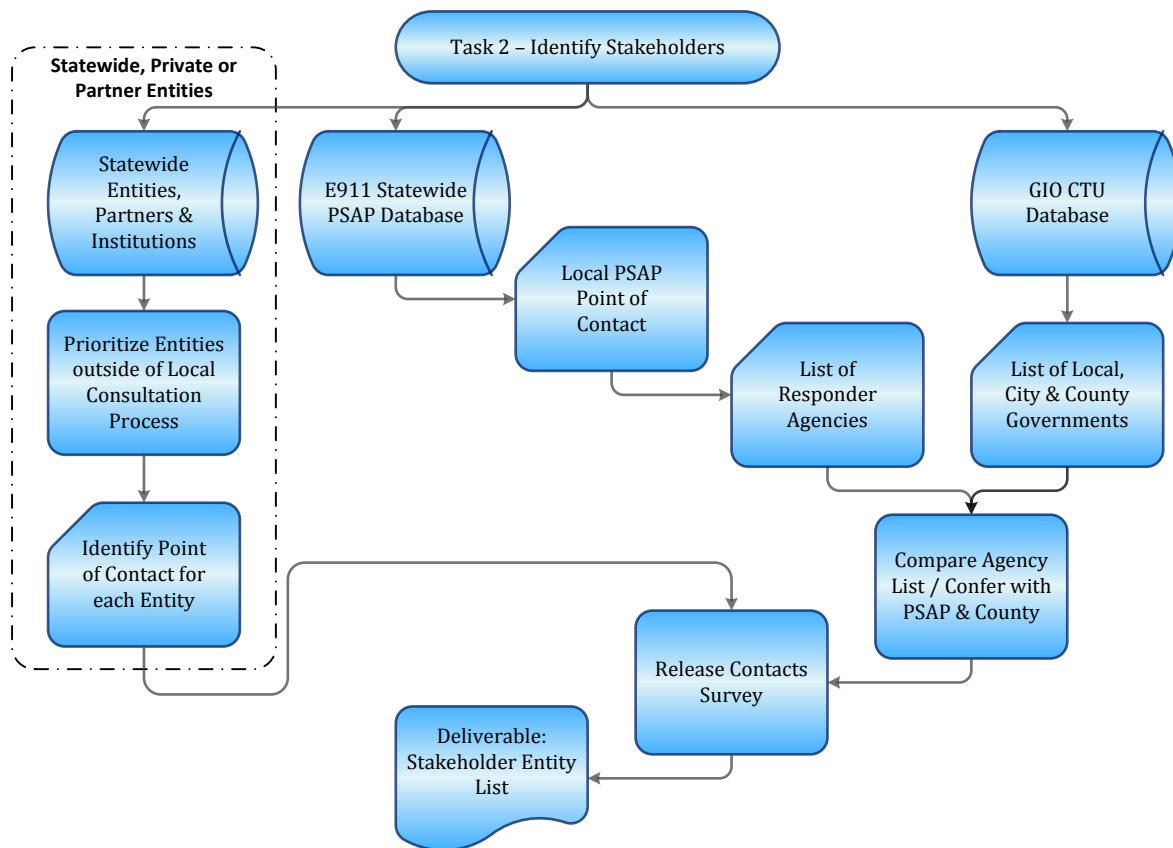 Task 2 – Identify Stakeholders
Statewide, Private or
Partner Entities
Statewide
Entities,
Partners &
Institutions
E911 Statewide
PSAP Database
GIO CTU
Database
Local PSAP
Point of
Contact
Prioritize Entities
outside of Local
Consultation
Process
List of
Responder
Agencies
List of Local,
City & County
Governments
Identify Point
of Contact for
each Entity
Compare Agency
List / Confer with
PSAP & County
Release Contacts
Survey
Deliverable:
Stakeholder Entity
List